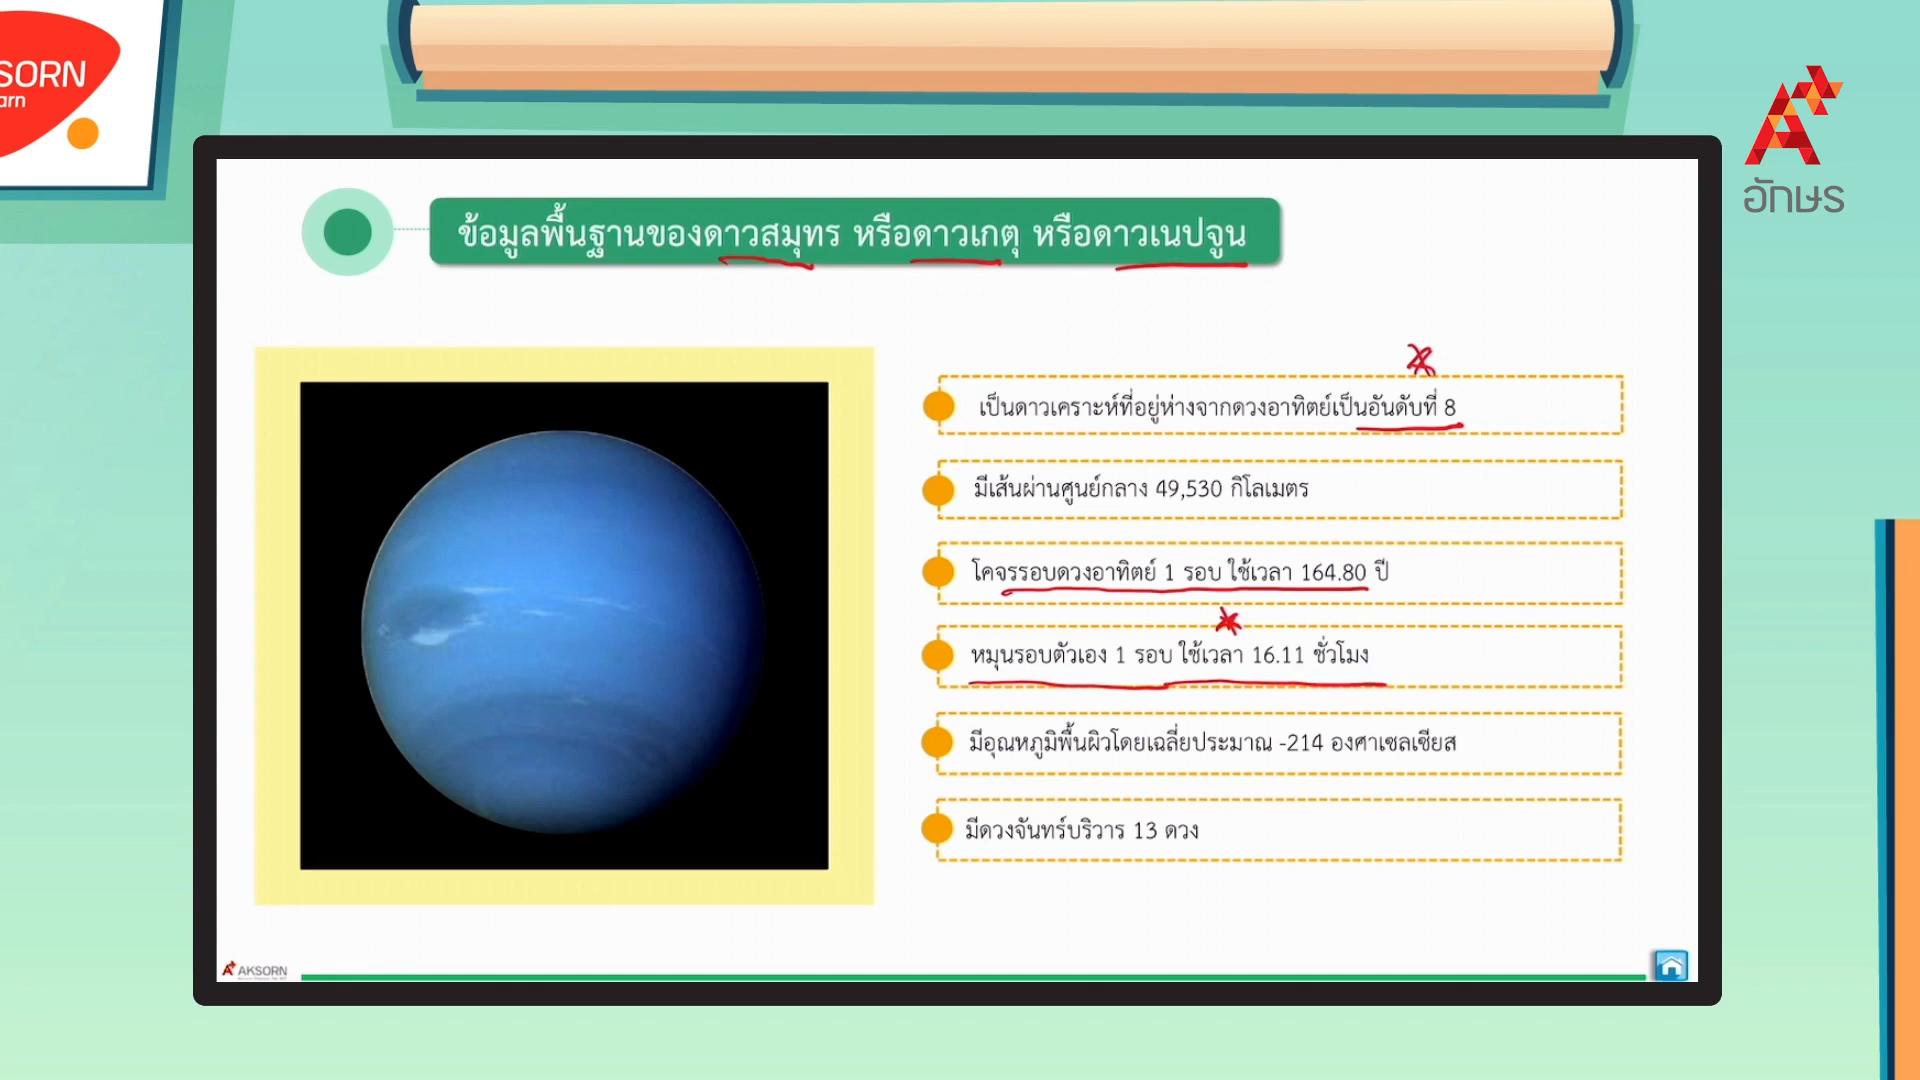 SORN
arn
อักษร
ข้อมูลพื้นฐานของดาวสมุทร หรือดาวเกตุ หรือดาวเนปจูน
เป็นดาวเคราะห์ที่อยู่ห่างจากดวงอาทิตย์เป็นอันดับที่ 8
มีเส้นผ่านศูนย์กลาง 49,530 กิโลเมตร
โคจรรอบดวงอาทิตย์ 1 รอบ ใช้เวลา 164.80 ปี
หมุนรอบตัวเอง 1 รอบ ใช้เวลา 16.11 ชั่วโมง
มีอุณหภูมิพื้นผิวโดยเฉลี่ยประมาณ -214 องศาเซลเซียส
มีดวงจันทร์บริวาร 13 ดวง
AKSORN